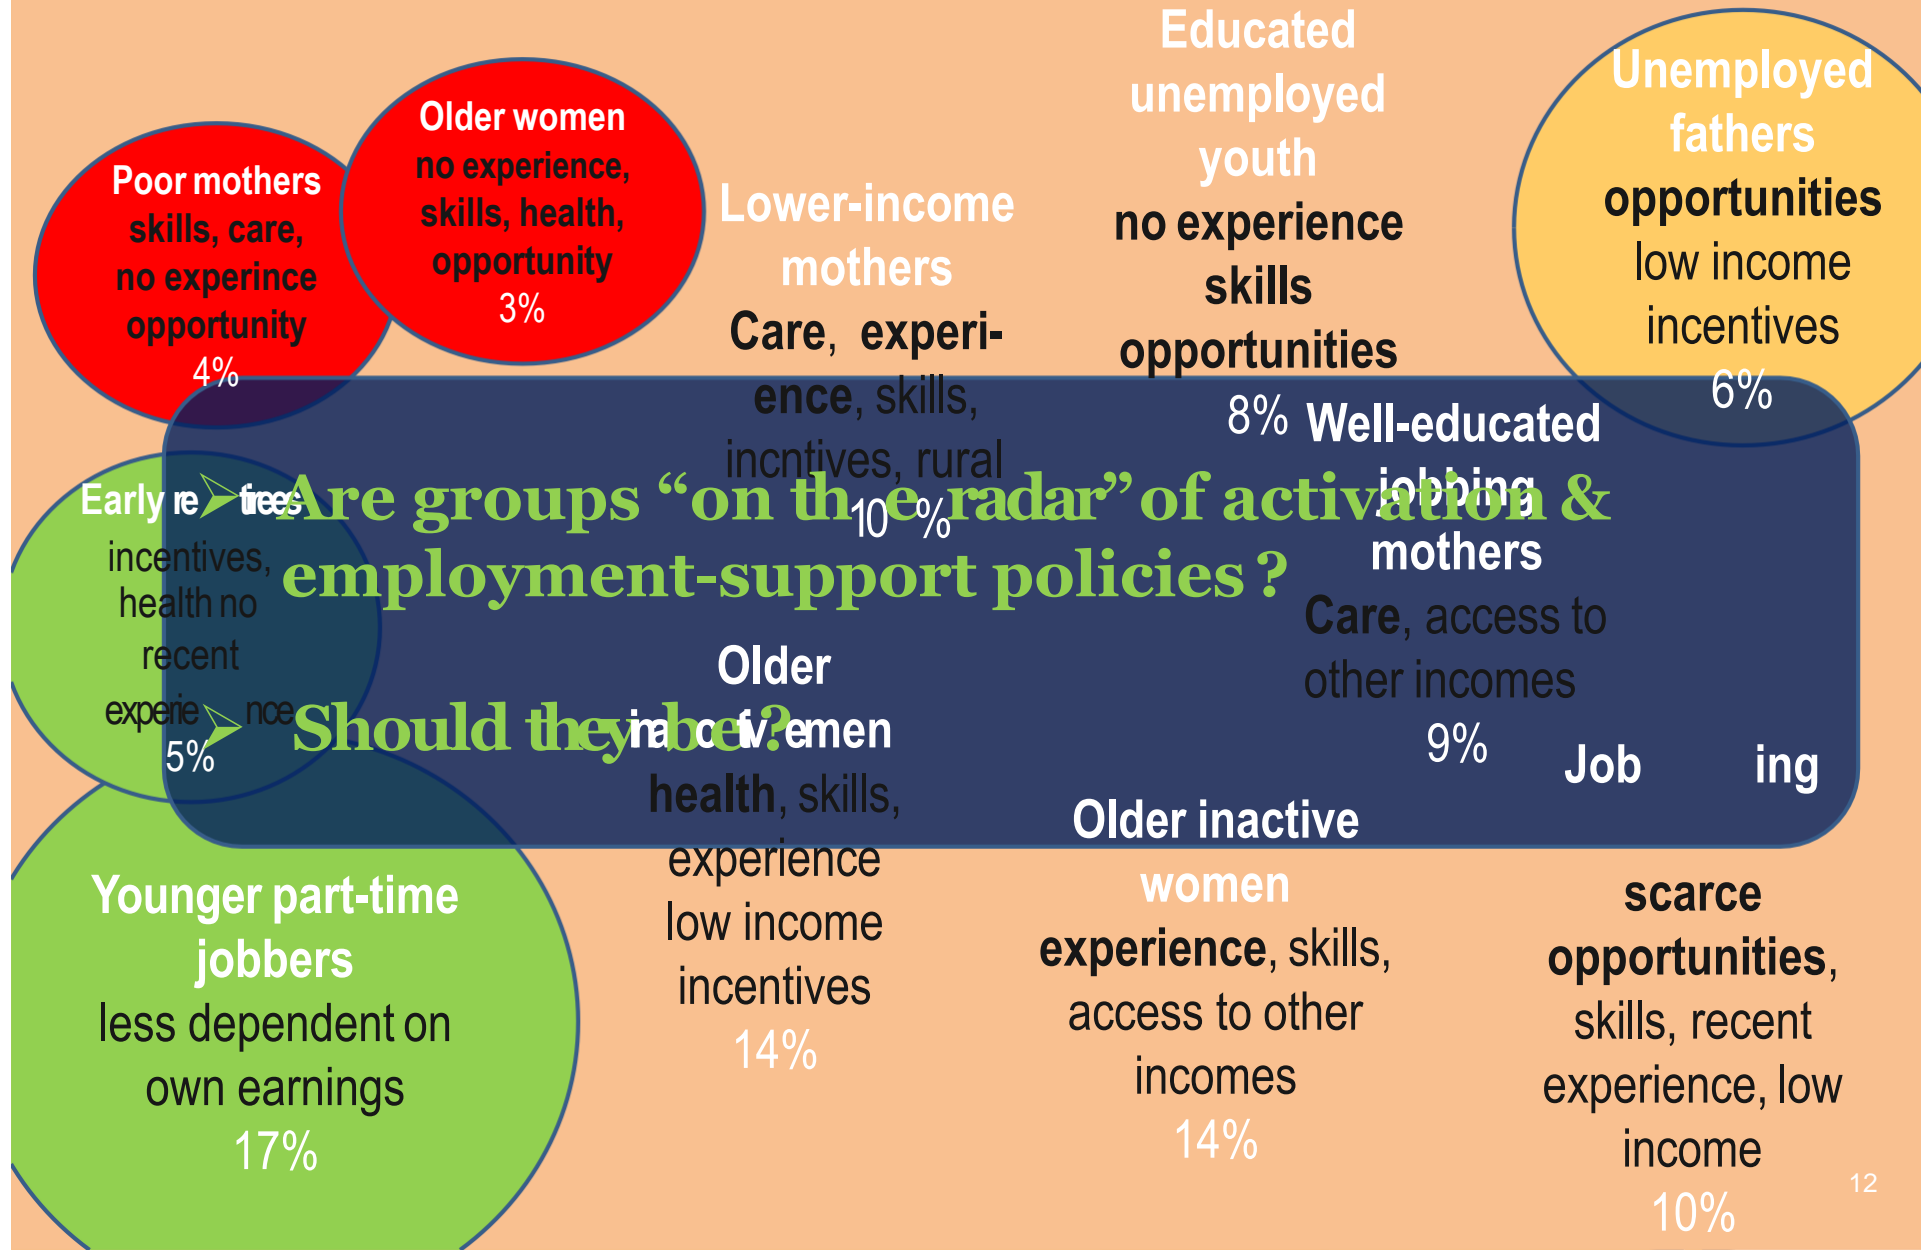 Poor mothers
skills, care,
no experince
opportunity
4%
Older women
no experience,
skills, health,
opportunity
3%
Lower-income
mothers
Care, experi-
ence, skills,
incntives, rural
10 %
Educated
unemployed
youth
no experience
skills
opportunities
8%
Unemployed
fathers
opportunities
low income
incentives
6%
Early retirees
incentives,
health no
recent
experience
5%
Well-educated
jobbing
mothers
Care, access to
other incomes
9%
➢ Are groups “on the radar” of activation &
employment-support policies ?
➢ Should they be ?
Older
inactive men
health, skills,
experience
low income
incentives
14%
Younger part-time
jobbers
less dependent on
own earnings
17%
Older inactive
women
experience, skills,
access to other
incomes
14%
Job ing
scarce
opportunities,
skills, recent
experience, low
income
10%
12